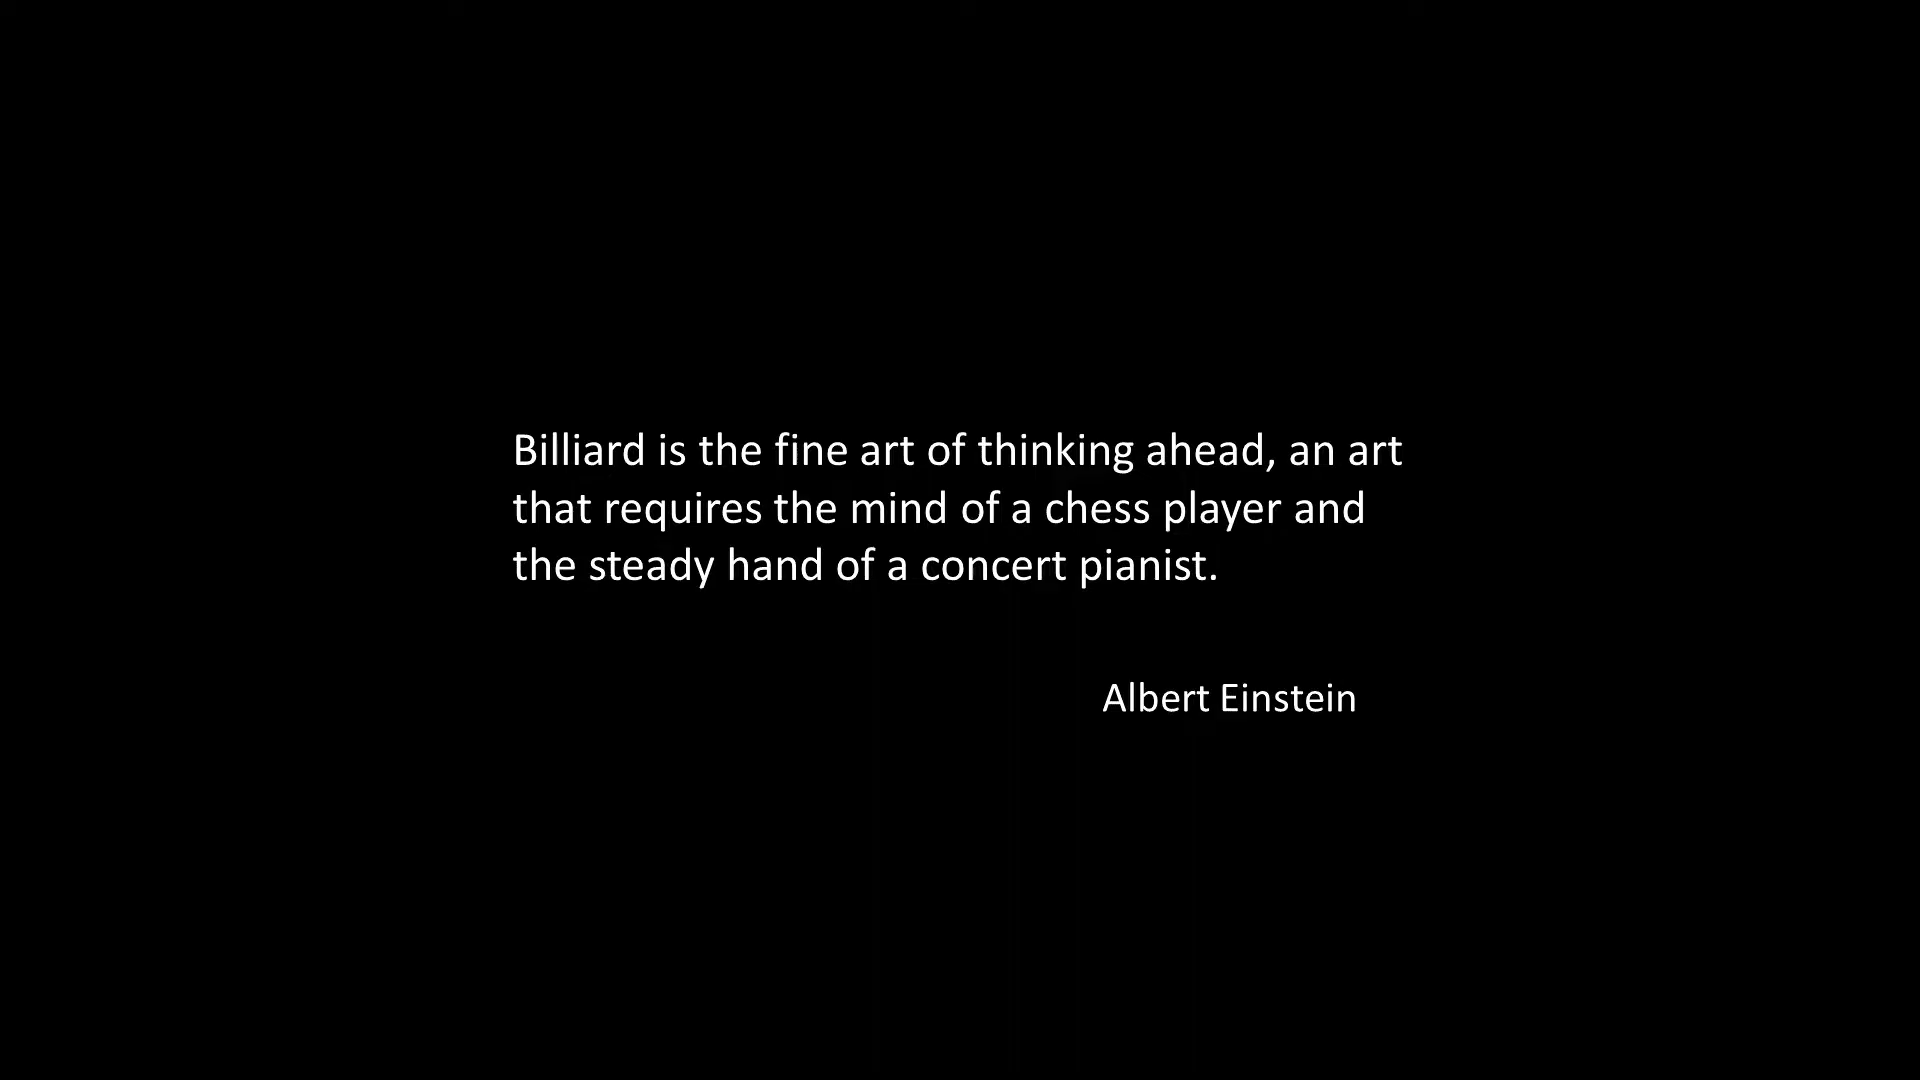 Billiard is the fine art of thinking ahead, an art
that requires the mind of a chess player and
the steady hand of a concert pianist.
Albert Einstein